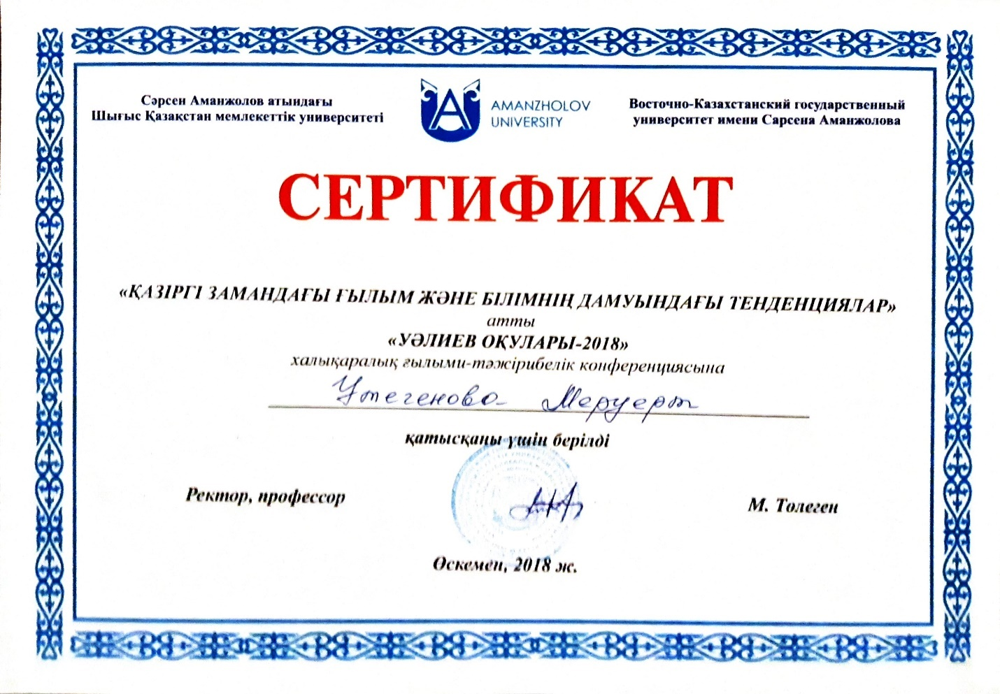 Сәрсен Аманжолов атындағы
Шығыс Қазақстан мемлекеттік университеті
AMANZHOLOV
UNIVERSITY
Восточно-Казахстанский государственный
университет имени Сарсена Аманжолова
СЕРТИФИКАТ
«ҚАЗІРГІ ЗАМАНДАҒЫ ҒЫЛЫМ ЖӘНЕ БІЛІМНІҢ ДАМУЫНДАҒЫ ТЕНДЕНЦИЯЛАР»
атты
«УӘЛИЕВ ОҚУЛАРЫ-2018»
халықаралық ғылыми-тәжірибелік конференциясына
Утегенова Меруерт
қатысқаны үшін берілді
Ректор, профессор
М. Төлеген
Өскемен, 2018 ж.